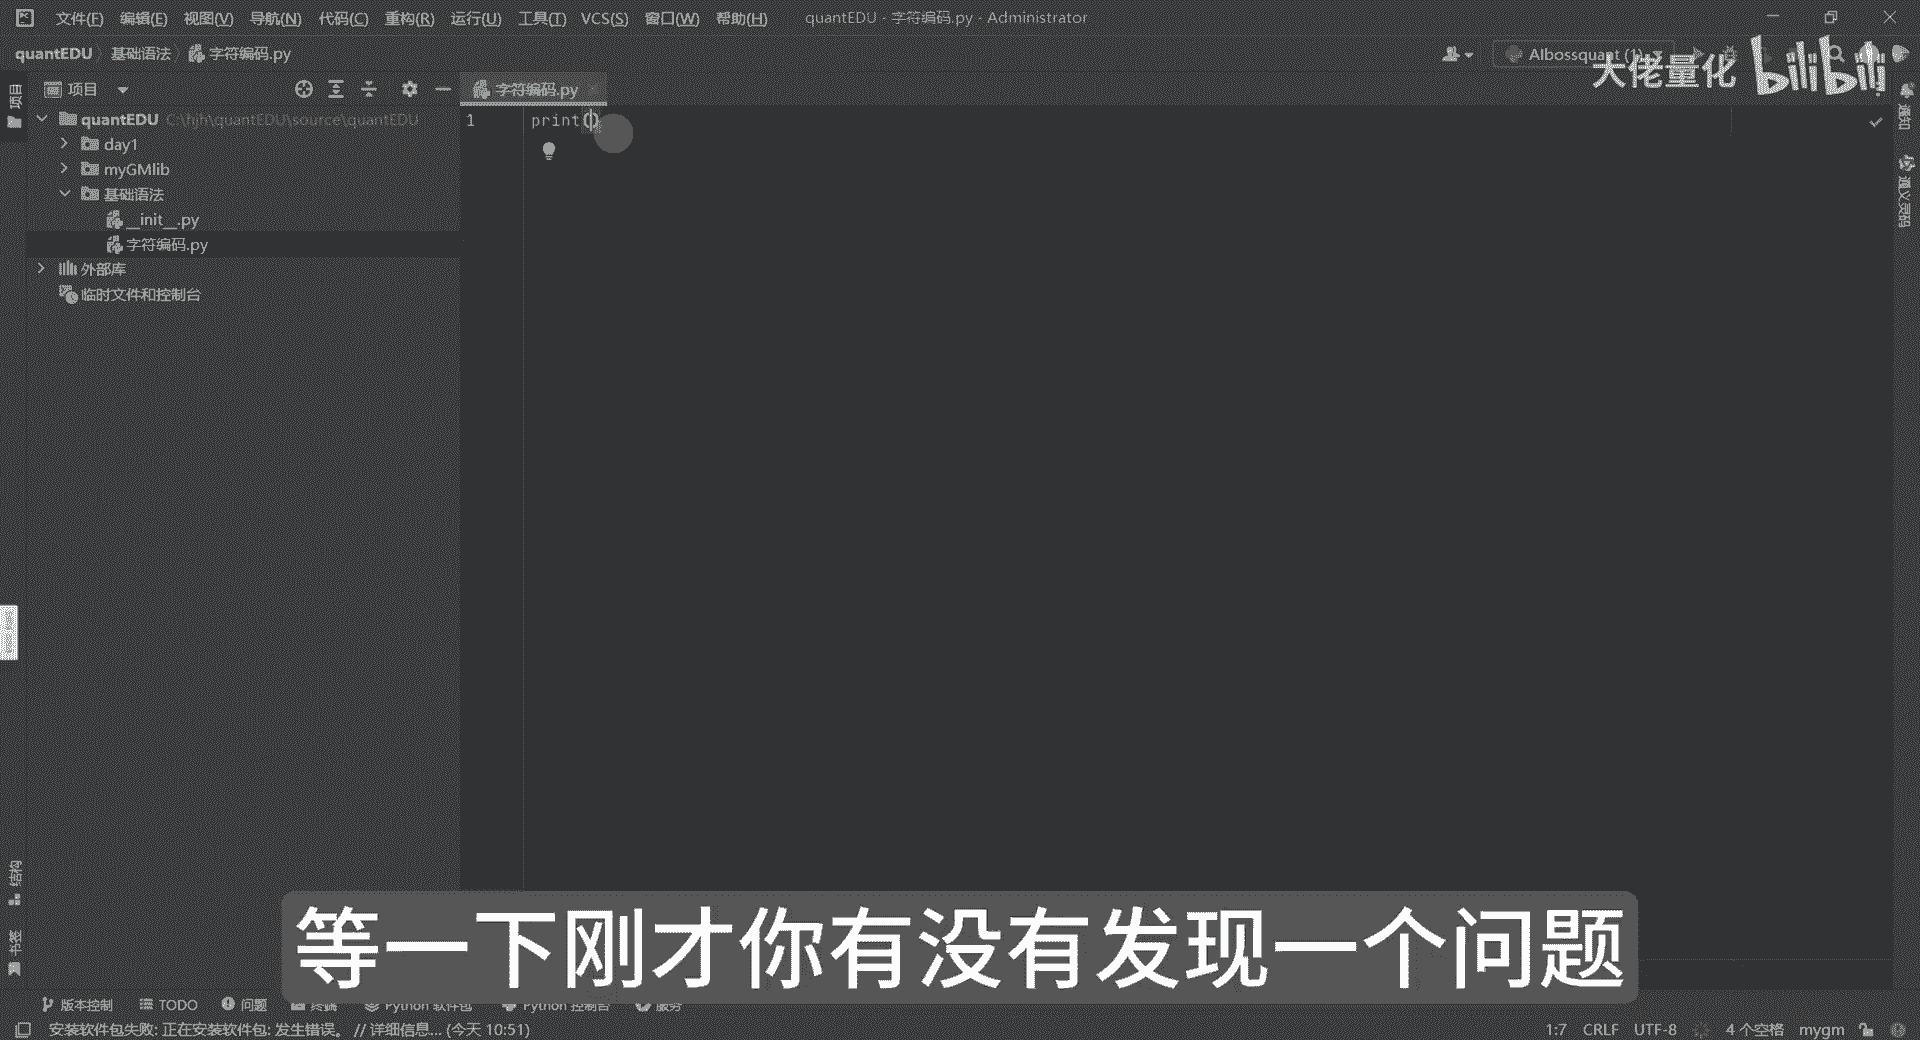 文件(F) 编辑(E) 视图(V) 导航(N) 代码(C) 重构(R) 运行(U) 工具(T) VCS(S) 窗口(W) 帮助(H) quantEDU - 字符编码.py - Administrator
quantEDU 基础语法 字符编码.py
AIbossquant (1)
大佬量化 bilibili
项目
项目
字符编码.py
通知
quantEDU C:\hjh\quantEDU\source\quantEDU
1 print()
day1
myGMlib
通义灵码
基础语法
__init__.py
字符编码.py
外部库
临时文件和控制台
结构
书签
等一下刚才你有没有发现一个问题
版本控制 TODO 问题 终端 Python 软件包 Python 控制台 服务
安装软件包失败: 正在安装软件包: 发生错误。 // 详细信息... (今天 10:51) 1:7 CRLF UTF-8 4 个空格 mygm